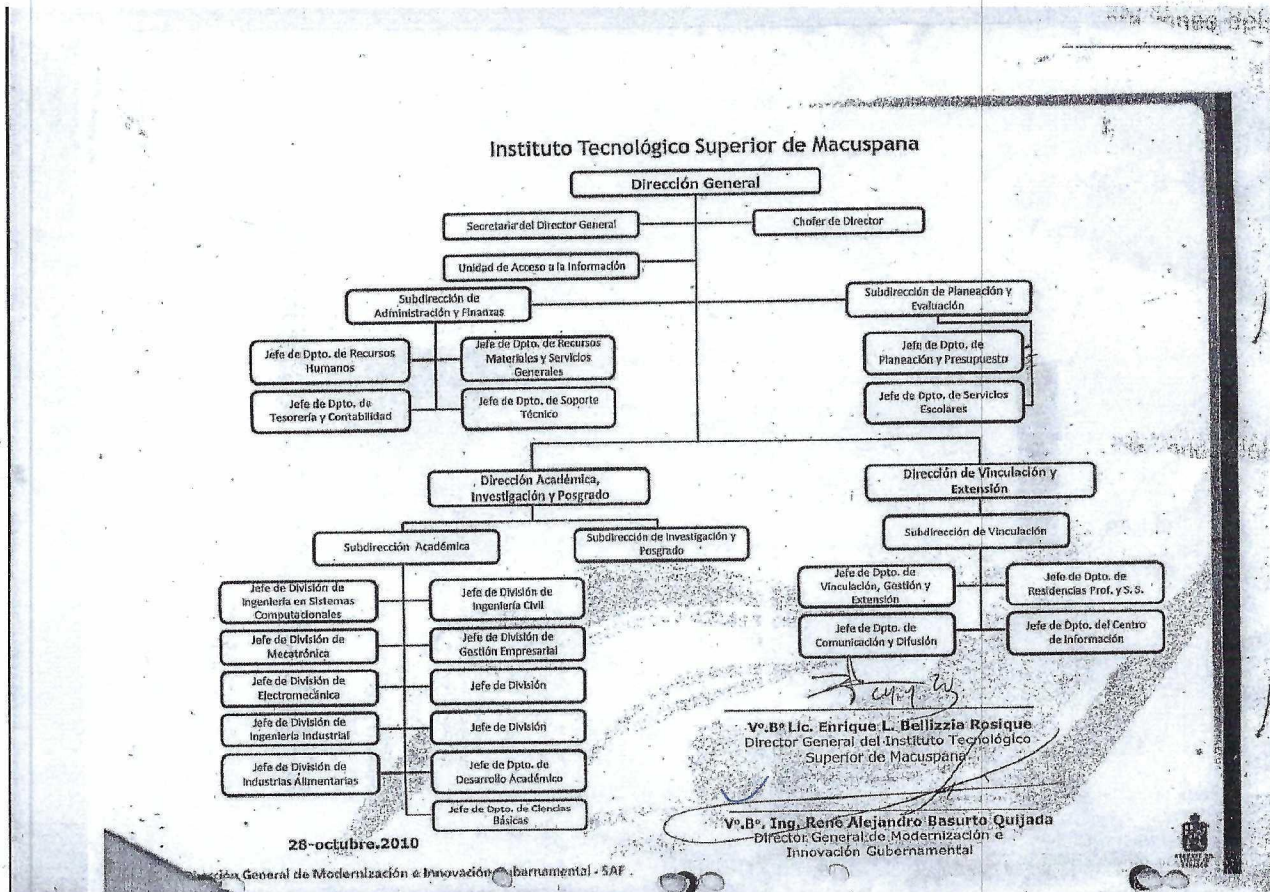 Instituto Tecnológico Superior de Macuspana
Dirección General
Secretaria del Director General
Chofer de Director
Unidad de Acceso a la Información
Subdirección de
Administración y Finanzas
Subdirección de Planeación y
Evaluación
Jefe de Dpto. de Recursos
Humanos
Jefe de Dpto. de Recursos
Materiales y Servicios
Generales
Jefe de Dpto. de
Planeación y Presupuesto
Jefe de Dpto. de
Tesorería y Contabilidad
Jefe de Dpto. de Soporte
Técnico
Jefe de Dpto. de Servicios
Escolares
Dirección Académica,
Investigación y Posgrado
Dirección de Vinculación y
Extensión
Subdirección Académica
Subdirección de Investigación y
Posgrado
Subdirección de Vinculación
Jefe de División de
Ingeniería en Sistemas
Computacionales
Jefe de División de
Ingeniería Civil
Jefe de Dpto. de
Vinculación, Gestión y
Extensión
Jefe de Dpto. de
Residencias Prof. y S. S.
Jefe de División de
Mecatrónica
Jefe de División de
Gestión Empresarial
Jefe de Dpto. de
Comunicación y Difusión
Jefe de Dpto. del Centro
de Información
Jefe de División de
Electromecánica
Jefe de División
Jefe de División de
Ingeniería Industrial
Jefe de División
Jefe de División de
Industrias Alimentarias
Jefe de Dpto. de
Desarrollo Académico
Jefe de Dpto. de Ciencias
Básicas
Vº.Bº Lic. Enrique L. Bellizzia Rosique
Director General del Instituto Tecnológico
Superior de Macuspana.
Vº.Bº. Ing. René Alejandro Basurto Quijada
Director General de Modernización e
Innovación Gubernamental
28-octubre.2010
General de Modernización e Innovación Gubernamental - SAF .